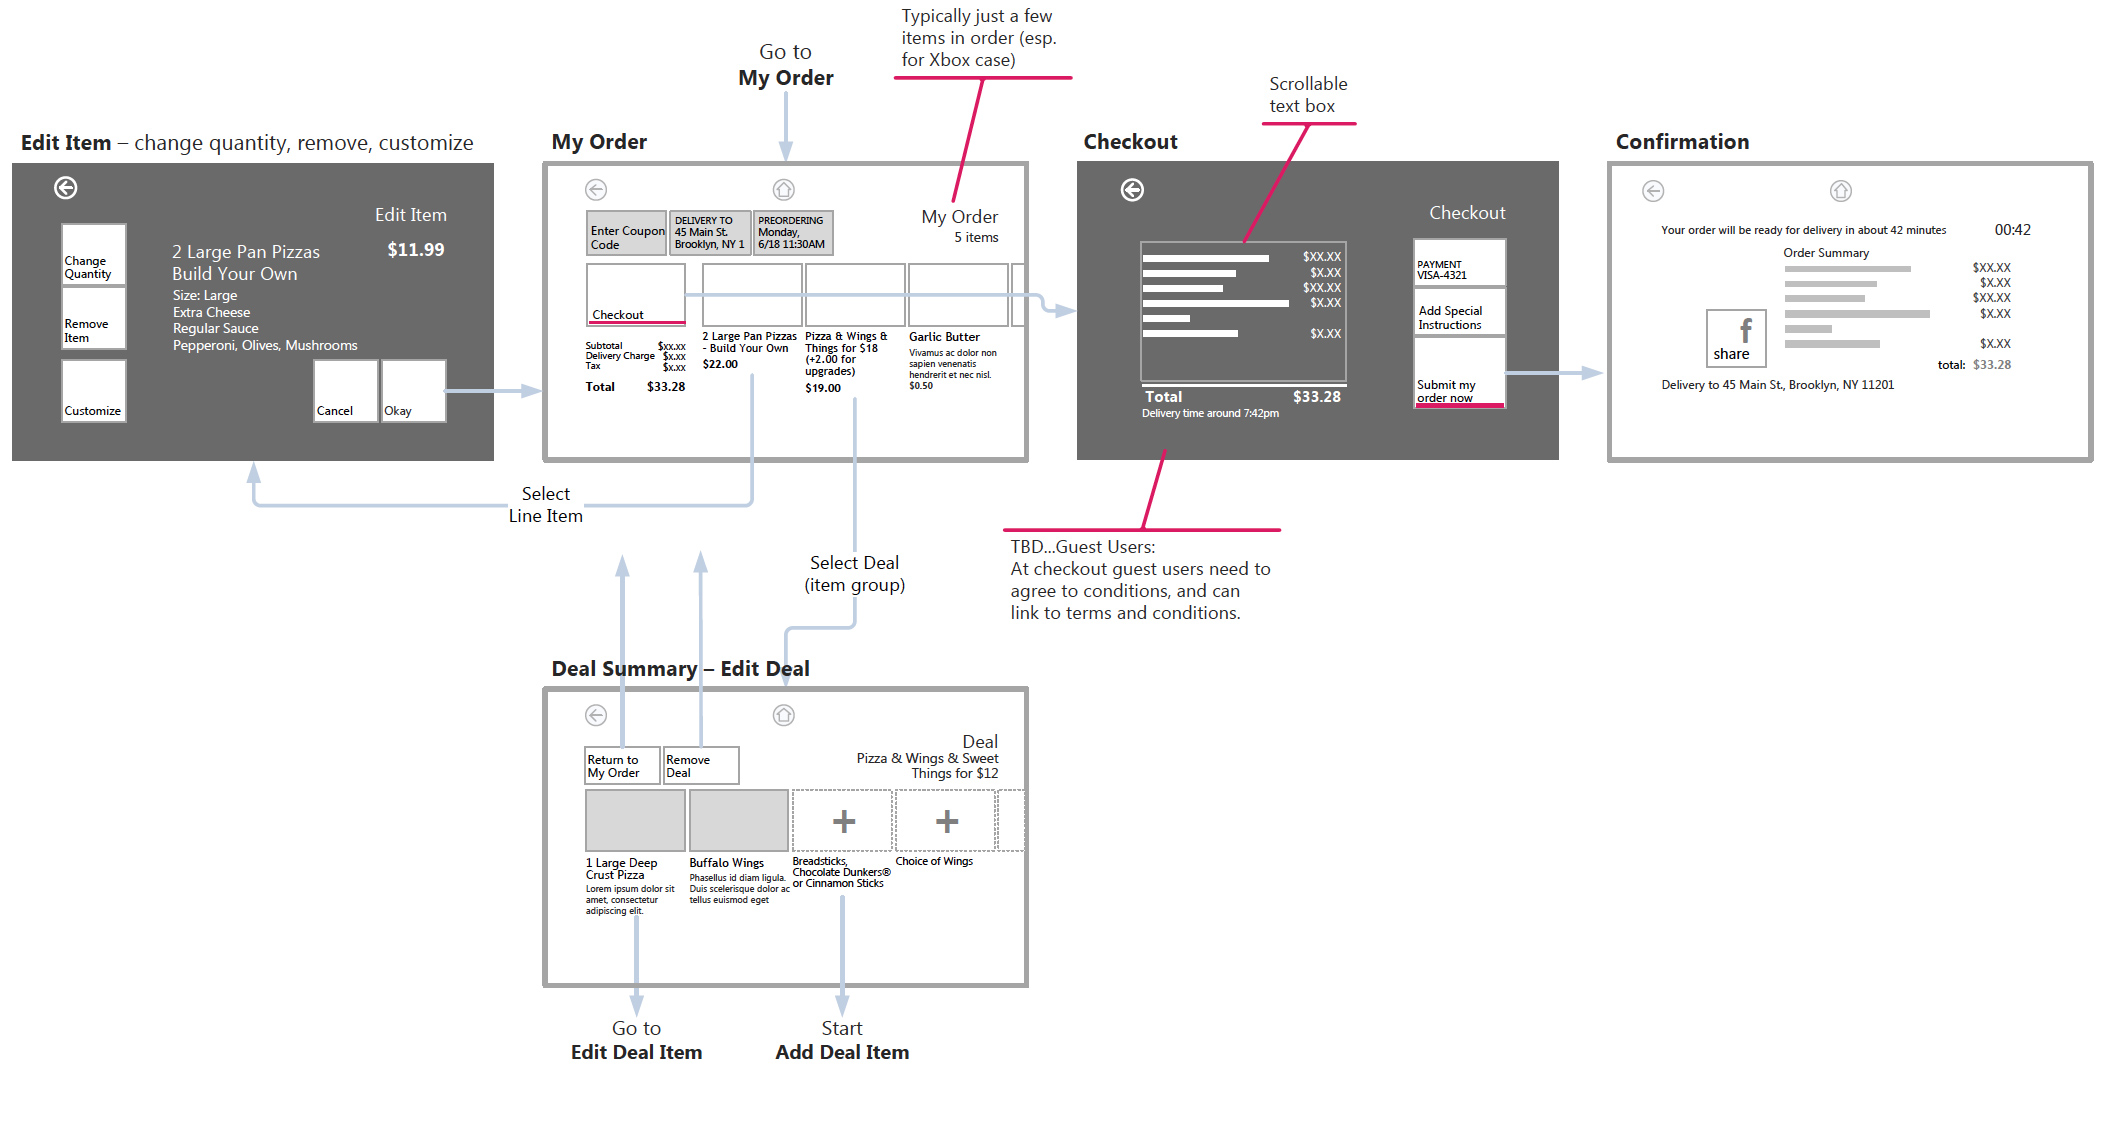 Typically just a few
items in order (esp.
for Xbox case)
Go to
My Order
Scrollable
text box
Edit Item – change quantity, remove, customize
Edit Item
$11.99
2 Large Pan Pizzas
Build Your Own
Size: Large
Extra Cheese
Regular Sauce
Pepperoni, Olives, Mushrooms
Change
Quantity
Remove
Item
Customize
Cancel
Okay
My Order
Enter Coupon
Code
DELIVERY TO
45 Main St.
Brooklyn, NY 1
PREORDERING
Monday,
6/18 11:30AM
My Order
5 items
Checkout
Subtotal $xx.xx
Delivery Charge $x.xx
Tax $x.xx
Total $33.28
2 Large Pan Pizzas
- Build Your Own
$22.00
Pizza & Wings &
Things for $18
(+2.00 for
upgrades)
$19.00
Garlic Butter
Vivamus ac dolor non
sapien venenatis
hendrerit et nec nisl.
$0.50
Checkout
Checkout
$XX.XX
$X.XX
$XX.XX
$X.XX
$X.XX
Total $33.28
Delivery time around 7:42pm
PAYMENT
VISA-4321
Add Special
Instructions
Submit my
order now
Confirmation
Your order will be ready for delivery in about 42 minutes 00:42
Order Summary
$XX.XX
$X.XX
$XX.XX
$X.XX
$X.XX
f
share
total: $33.28
Delivery to 45 Main St., Brooklyn, NY 11201
Select
Line Item
Select Deal
(item group)
TBD...Guest Users:
At checkout guest users need to
agree to conditions, and can
link to terms and conditions.
Deal Summary – Edit Deal
Return to
My Order
Remove
Deal
Deal
Pizza & Wings & Sweet
Things for $12
+
+
1 Large Deep
Crust Pizza
Lorem ipsum dolor sit
amet, consectetur
adipiscing elit.
Buffalo Wings
Phasellus id diam ligula.
Duis scelerisque dolor ac
tellus euismod eget
Breadsticks,
Chocolate Dunkers®
or Cinnamon Sticks
Choice of Wings
Go to
Edit Deal Item
Start
Add Deal Item